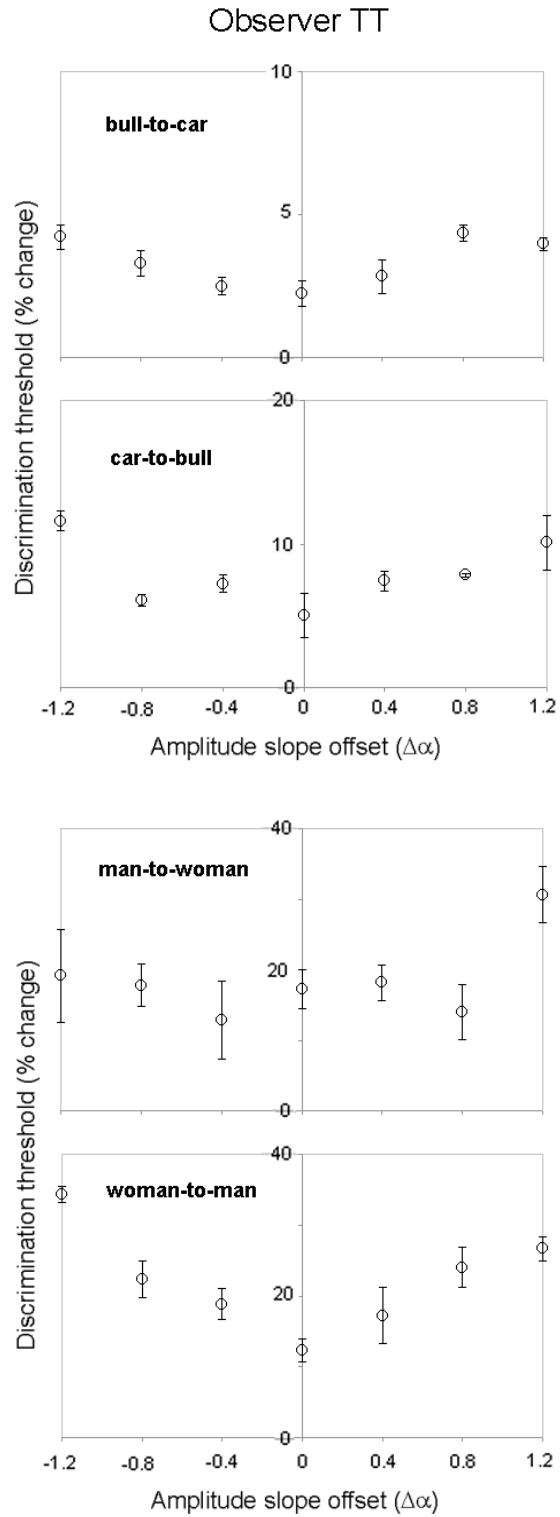 Observer TT
10
bull-to-car
5
0
Discrimination threshold (% change)
20
car-to-bull
10
0
-1.2 -0.8 -0.4 0 0.4 0.8 1.2
Amplitude slope offset (Δα)
40
man-to-woman
20
0
Discrimination threshold (% change)
40
woman-to-man
20
0
-1.2 -0.8 -0.4 0 0.4 0.8 1.2
Amplitude slope offset (Δα)